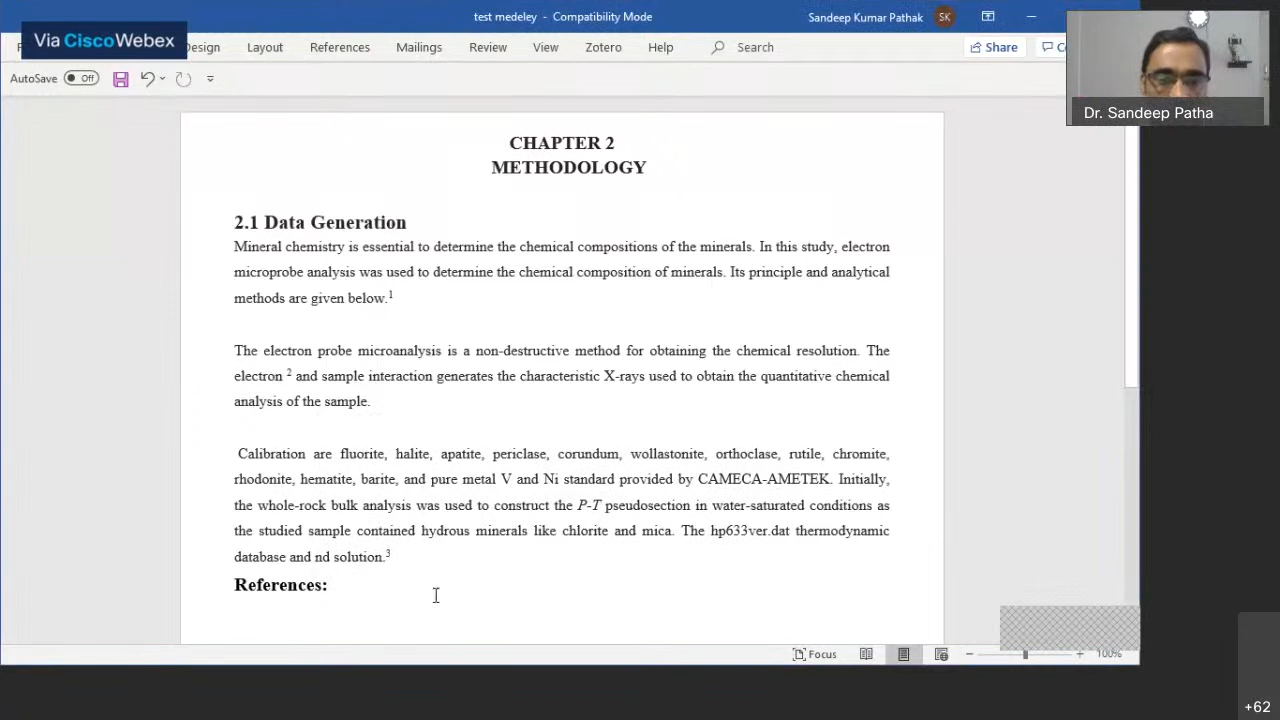 test medeley - Compatibility Mode
Sandeep Kumar Pathak SK
Via CiscoWebex
Layout References Mailings Review View Zotero Help Search Share
AutoSave Off
Dr. Sandeep Patha
CHAPTER 2
METHODOLOGY
2.1 Data Generation
Mineral chemistry is essential to determine the chemical compositions of the minerals. In this study, electron
microprobe analysis was used to determine the chemical composition of minerals. Its principle and analytical
methods are given below.1
The electron probe microanalysis is a non-destructive method for obtaining the chemical resolution. The
electron 2 and sample interaction generates the characteristic X-rays used to obtain the quantitative chemical
analysis of the sample.
Calibration are fluorite, halite, apatite, periclase, corundum, wollastonite, orthoclase, rutile, chromite,
rhodonite, hematite, barite, and pure metal V and Ni standard provided by CAMECA-AMETEK. Initially,
the whole-rock bulk analysis was used to construct the P-T pseudosection in water-saturated conditions as
the studied sample contained hydrous minerals like chlorite and mica. The hp633ver.dat thermodynamic
database and nd solution.3
References:
Focus
100%
+62